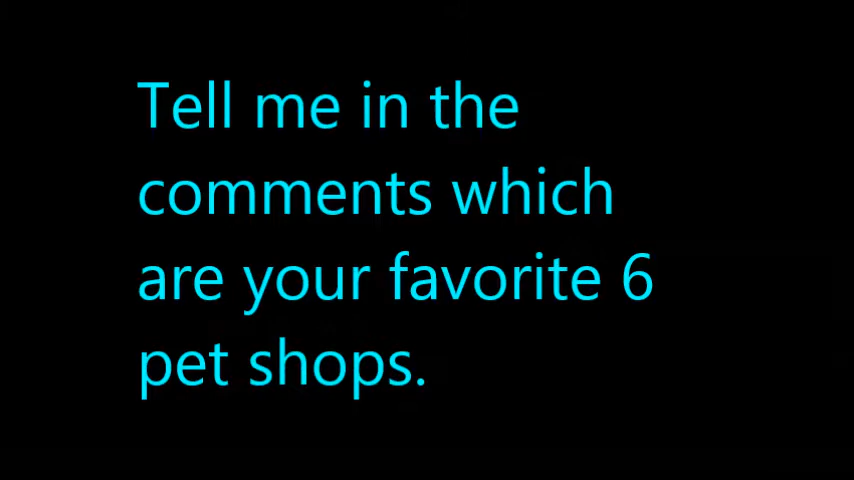 Tell me in the
comments which
are your favorite 6
pet shops.